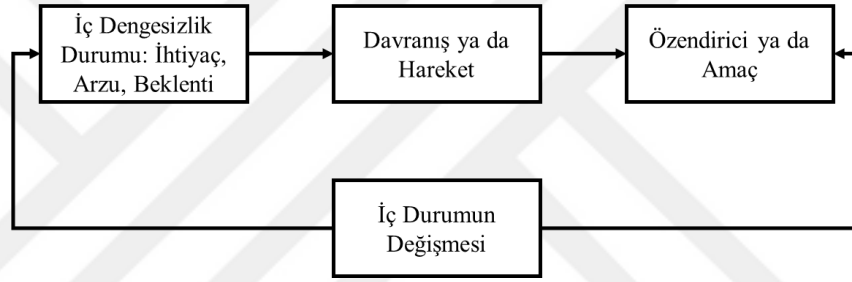 İç Dengesizlik
Durumu: İhtiyaç,
Arzu, Beklenti
Davranış ya da
Hareket
Özendirici ya da
Amaç
İç Durumun
Değişmesi